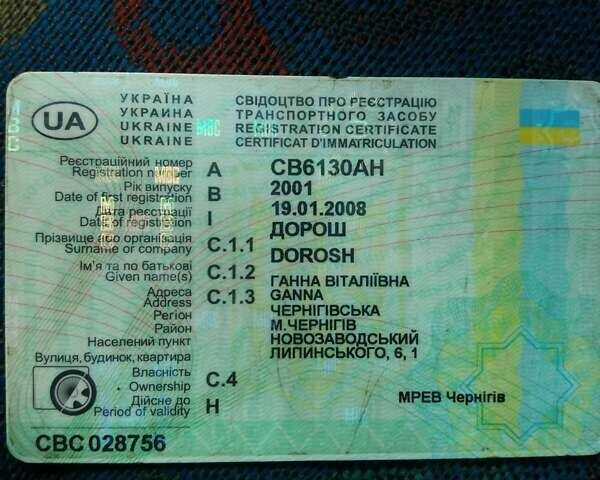 УКРАЇНА
УКРАИНА
UKRAINE
UKRAINE
UA
СВІДОЦТВО ПРО РЕЄСТРАЦІЮ
ТРАНСПОРТНОГО ЗАСОБУ
REGISTRATION CERTIFICATE
CERTIFICAT D'IMMATRICULATION
Реєстраційний номер
Registration number A СВ6130АН
Рік випуску
Date of first registration B 2001
Дата реєстрації
Date of registration I 19.01.2008
Прізвище або організація
Surname or company C.1.1 ДОРОШ
DOROSH
Ім'я та по батькові
Given name(s) C.1.2 ГАННА ВІТАЛІЇВНА
GANNA
Адреса
Address C.1.3 ЧЕРНІГІВСЬКА
Регіон М.ЧЕРНІГІВ
Район НОВОЗАВОДСЬКИЙ
Населений пункт ЛИПИНСЬКОГО, 6, 1
Вулиця, будинок, квартира
Власність
Ownership C.4
Дійсне до
Period of validity H
МРЕВ Чернігів
СВС 028756